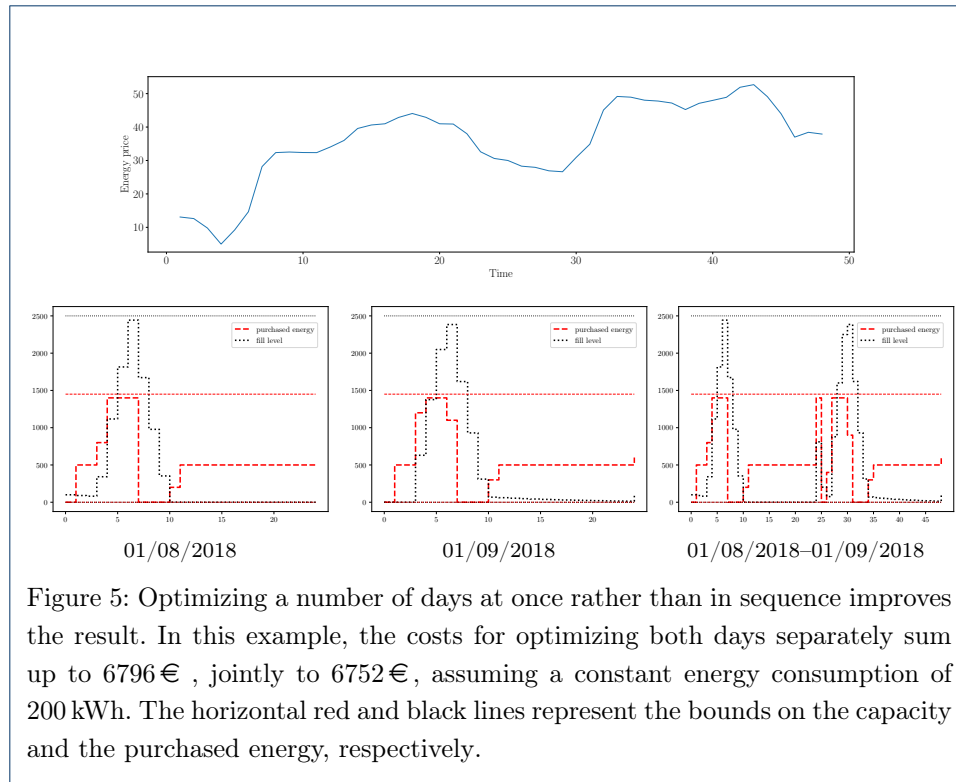 50
40
30
20
10
Energy price
0 10 20 30 40 50
Time
2500
2000
1500
1000
500
0
purchased energy
fill level
0 5 10 15 20
01/08/2018
2500
2000
1500
1000
500
0
purchased energy
fill level
0 5 10 15 20
01/09/2018
2500
2000
1500
1000
500
0
purchased energy
fill level
0 5 10 15 20 25 30 35 40 45
01/08/2018–01/09/2018
Figure 5: Optimizing a number of days at once rather than in sequence improves
the result. In this example, the costs for optimizing both days separately sum
up to 6796 € , jointly to 6752 €, assuming a constant energy consumption of
200 kWh. The horizontal red and black lines represent the bounds on the capacity
and the purchased energy, respectively.